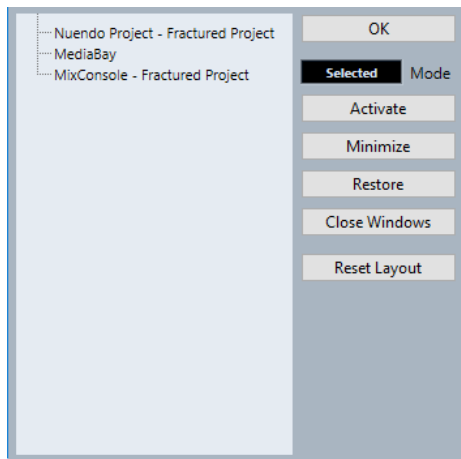 Nuendo Project - Fractured Project
MediaBay
MixConsole - Fractured Project
OK
Selected Mode
Activate
Minimize
Restore
Close Windows
Reset Layout